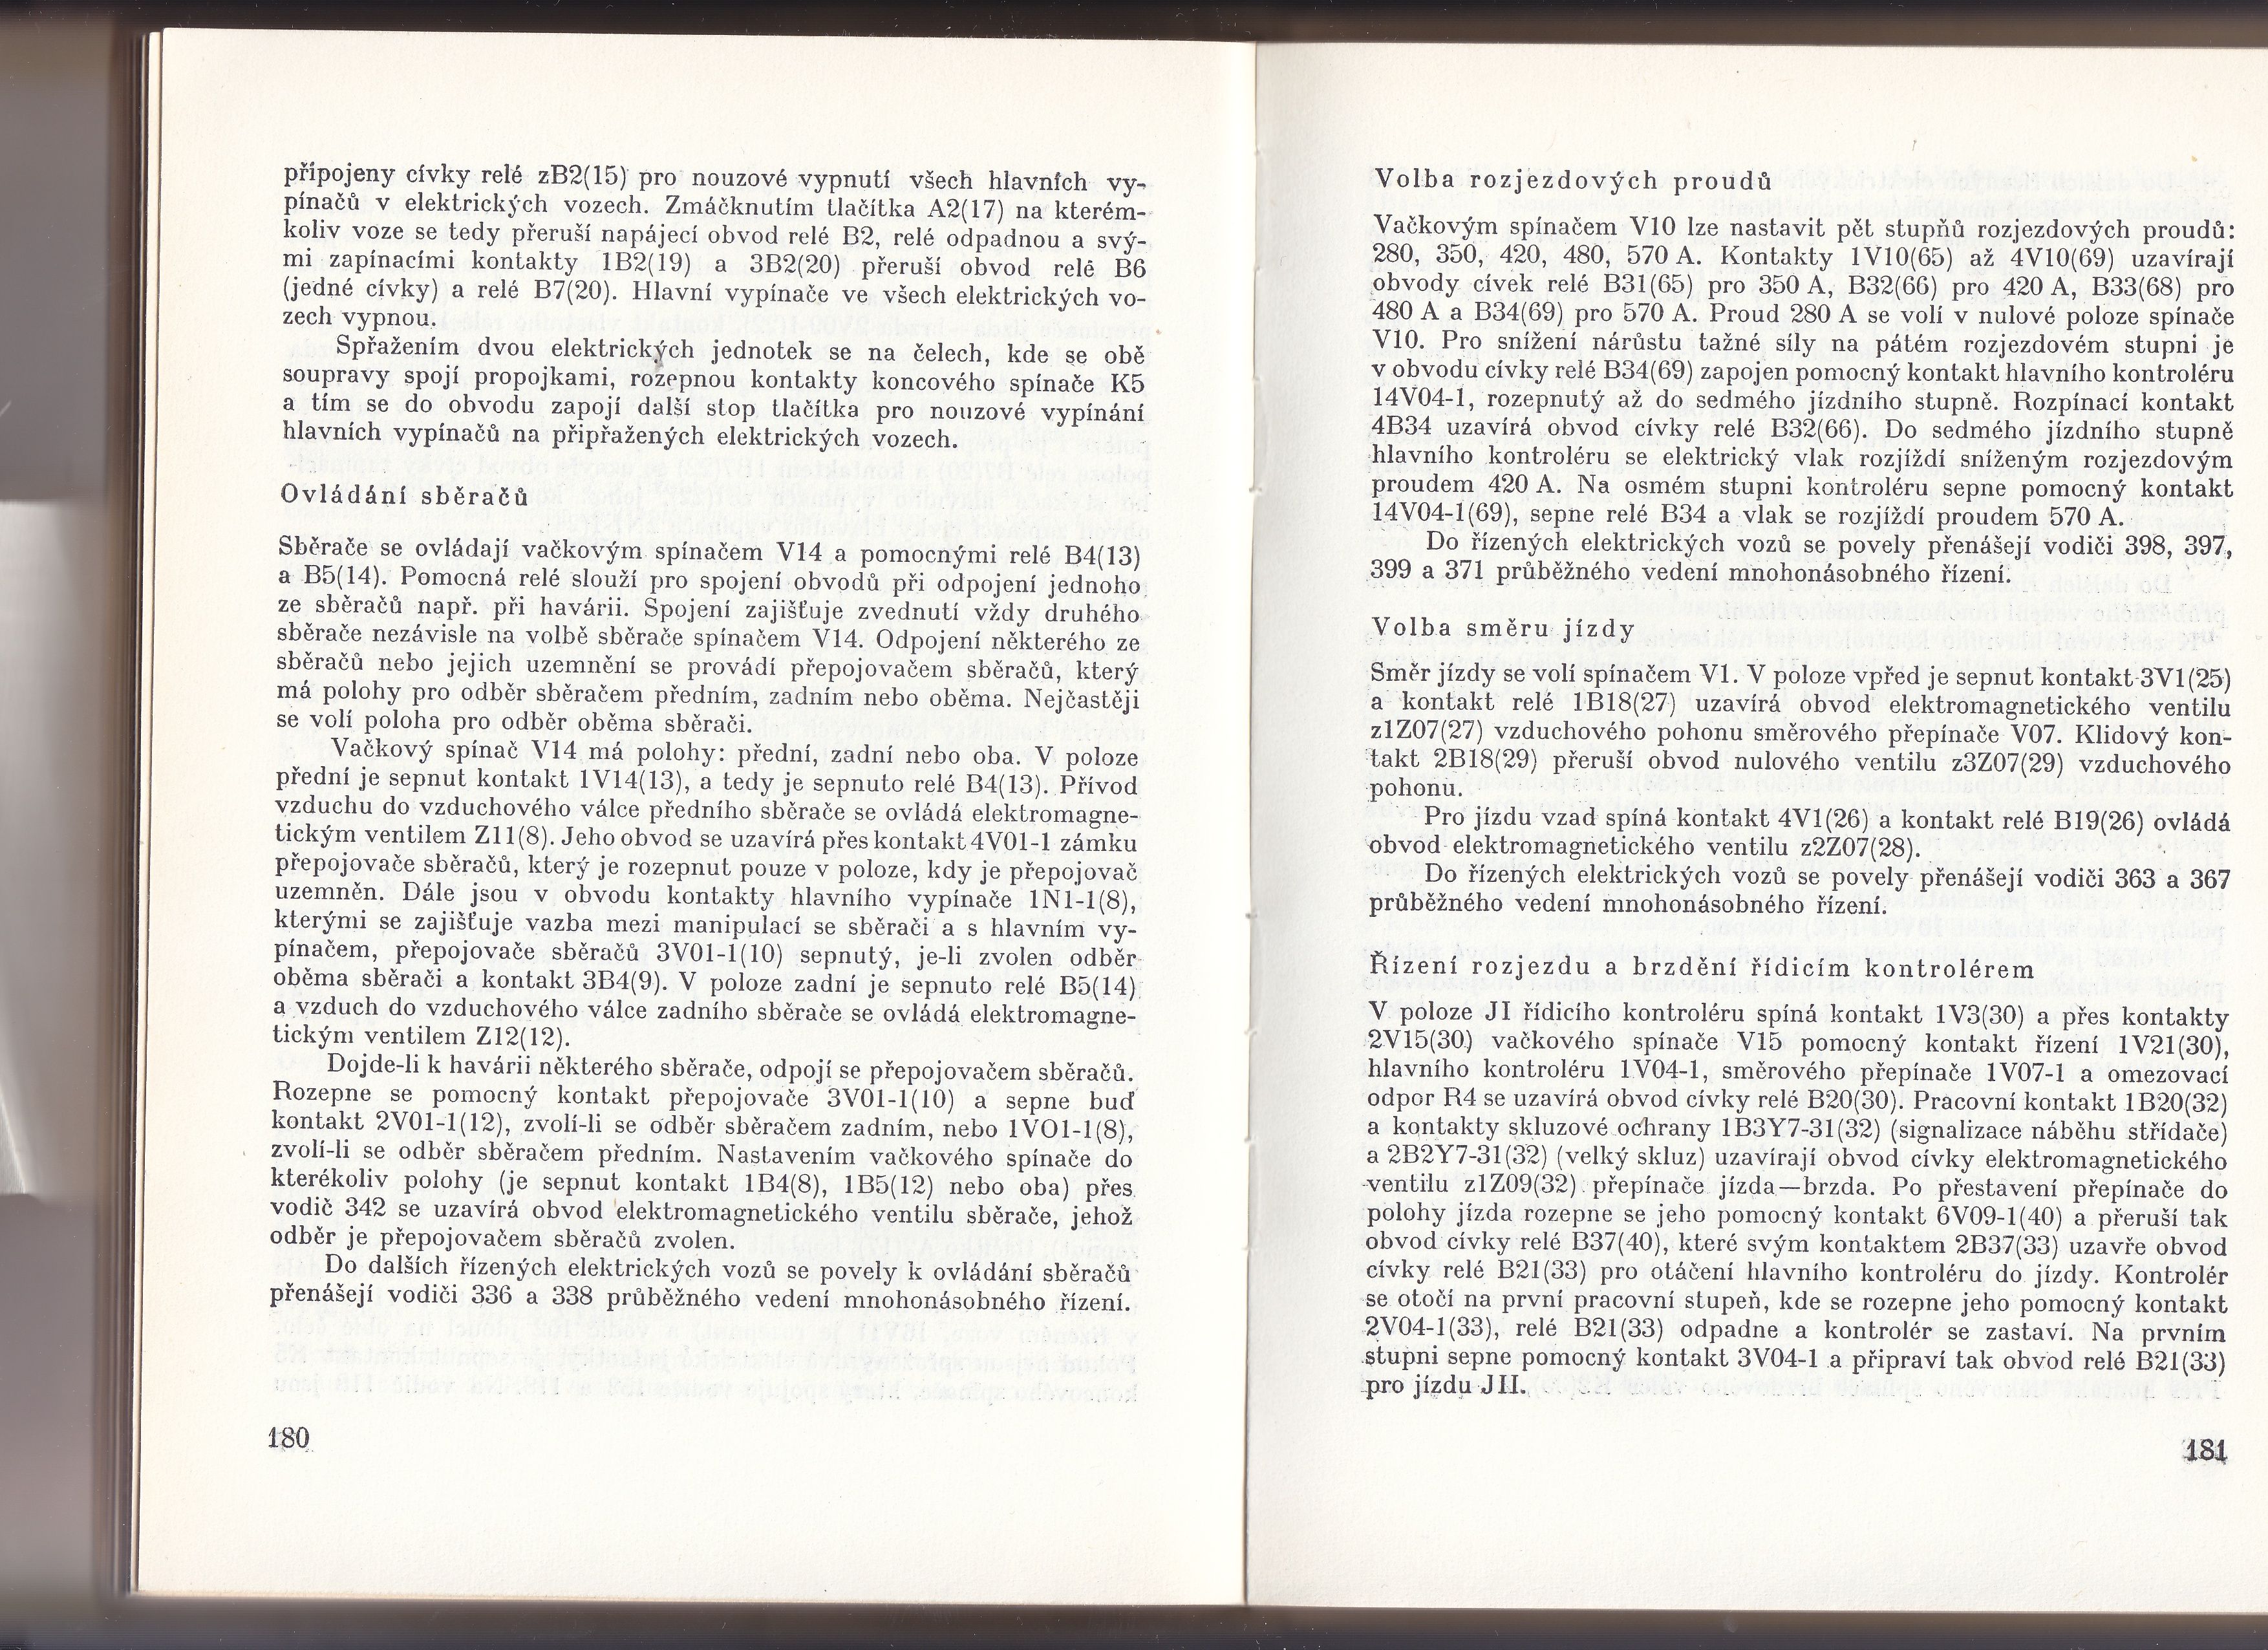 připojeny cívky relé zB2(15) pro nouzové vypnutí všech hlavních vy-
pínačů v elektrických vozech. Zmáčknutím tlačítka A2(17) na kterém-
koliv voze se tedy přeruší napájecí obvod relé B2, relé odpadnou a svý-
mi zapínacími kontakty 1B2(19) a 3B2(20) přeruší obvod relé B6
(jedné cívky) a relé B7(20). Hlavní vypínače ve všech elektrických vo-
zech vypnou.
Spřažením dvou elektrických jednotek se na čelech, kde se obě
soupravy spojí propojkami, rozepnou kontakty koncového spínače K5
a tím se do obvodu zapojí další stop tlačítka pro nouzové vypínání
hlavních vypínačů na připřažených elektrických vozech.
Ovládání sběračů
Sběrače se ovládají vačkovým spínačem V14 a pomocnými relé B4(13)
a B5(14). Pomocná relé slouží pro spojení obvodů při odpojení jednoho
ze sběračů např. při havárii. Spojení zajišťuje zvednutí vždy druhého
sběrače nezávisle na volbě sběrače spínačem V14. Odpojení některého ze
sběračů nebo jejich uzemnění se provádí přepojovačem sběračů, který
má polohy pro odběr sběračem předním, zadním nebo oběma. Nejčastěji
se volí poloha pro odběr oběma sběrači.
Vačkový spínač V14 má polohy: přední, zadní nebo oba. V poloze
přední je sepnut kontakt 1V14(13), a tedy je sepnuto relé B4(13). Přívod
vzduchu do vzduchového válce předního sběrače se ovládá elektromagne-
tickým ventilem Z11(8). Jeho obvod se uzavírá přes kontakt 4V01-1 zámku
přepojovače sběračů, který je rozepnut pouze v poloze, kdy je přepojovač
uzemněn. Dále jsou v obvodu kontakty hlavního vypínače 1N1-1(8),
kterými se zajišťuje vazba mezi manipulací se sběrači a s hlavním vy-
pínačem, přepojovače sběračů 3V01-1(10) sepnutý, je-li zvolen odběr
oběma sběrači a kontakt 3B4(9). V poloze zadní je sepnuto relé B5(14)
a vzduch do vzduchového válce zadního sběrače se ovládá elektromagne-
tickým ventilem Z12(12).
Dojde-li k havárii některého sběrače, odpojí se přepojovačem sběračů.
Rozepne se pomocný kontakt přepojovače 3V01-1(10) a sepne buď
kontakt 2V01-1(12), zvolí-li se odběr sběračem zadním, nebo 1VO1-1(8),
zvolí-li se odběr sběračem předním. Nastavením vačkového spínače do
kterékoliv polohy (je sepnut kontakt 1B4(8), 1B5(12) nebo oba) přes
vodič 342 se uzavírá obvod elektromagnetického ventilu sběrače, jehož
odběr je přepojovačem sběračů zvolen.
Do dalších řízených elektrických vozů se povely k ovládání sběračů
přenášejí vodiči 336 a 338 průběžného vedení mnohonásobného řízení.
180
Volba rozjezdových proudů
Vačkovým spínačem V10 lze nastavit pět stupňů rozjezdových proudů:
280, 350, 420, 480, 570 A. Kontakty 1V10(65) až 4V10(69) uzavírají
obvody cívek relé B31(65) pro 350 A, B32(66) pro 420 A, B33(68) pro
480 A a B34(69) pro 570 A. Proud 280 A se volí v nulové poloze spínače
V10. Pro snížení nárůstu tažné síly na pátém rozjezdovém stupni je
v obvodu cívky relé B34(69) zapojen pomocný kontakt hlavního kontroléru
14V04-1, rozepnutý až do sedmého jízdního stupně. Rozpínací kontakt
4B34 uzavírá obvod cívky relé B32(66). Do sedmého jízdního stupně
hlavního kontroléru se elektrický vlak rozjíždí sníženým rozjezdovým
proudem 420 A. Na osmém stupni kontroléru sepne pomocný kontakt
14V04-1(69), sepne relé B34 a vlak se rozjíždí proudem 570 A.
Do řízených elektrických vozů se povely přenášejí vodiči 398, 397,
399 a 371 průběžného vedení mnohonásobného řízení.
Volba směru jízdy
Směr jízdy se volí spínačem V1. V poloze vpřed je sepnut kontakt 3V1(25)
a kontakt relé 1B18(27) uzavírá obvod elektromagnetického ventilu
z1Z07(27) vzduchového pohonu směrového přepínače V07. Klidový kon-
takt 2B18(29) přeruší obvod nulového ventilu z3Z07(29) vzduchového
pohonu.
Pro jízdu vzad spíná kontakt 4V1(26) a kontakt relé B19(26) ovládá
obvod elektromagnetického ventilu z2Z07(28).
Do řízených elektrických vozů se povely přenášejí vodiči 363 a 367
průběžného vedení mnohonásobného řízení.
Řízení rozjezdu a brzdění řídicím kontrolérem
V poloze JI řídicího kontroléru spíná kontakt 1V3(30) a přes kontakty
2V15(30) vačkového spínače V15 pomocný kontakt řízení 1V21(30),
hlavního kontroléru 1V04-1, směrového přepínače 1V07-1 a omezovací
odpor R4 se uzavírá obvod cívky relé B20(30). Pracovní kontakt 1B20(32)
a kontakty skluzové ochrany 1B3Y7-31(32) (signalizace náběhu střídače)
a 2B2Y7-31(32) (velký skluz) uzavírají obvod cívky elektromagnetického
ventilu z1Z09(32) přepínače jízda—brzda. Po přestavení přepínače do
polohy jízda rozepne se jeho pomocný kontakt 6V09-1(40) a přeruší tak
obvod cívky relé B37(40), které svým kontaktem 2B37(33) uzavře obvod
cívky relé B21(33) pro otáčení hlavního kontroléru do jízdy. Kontrolér
se otočí na první pracovní stupeň, kde se rozepne jeho pomocný kontakt
2V04-1(33), relé B21(33) odpadne a kontrolér se zastaví. Na prvním
stupni sepne pomocný kontakt 3V04-1 a připraví tak obvod relé B21(33)
pro jízdu JII.
181